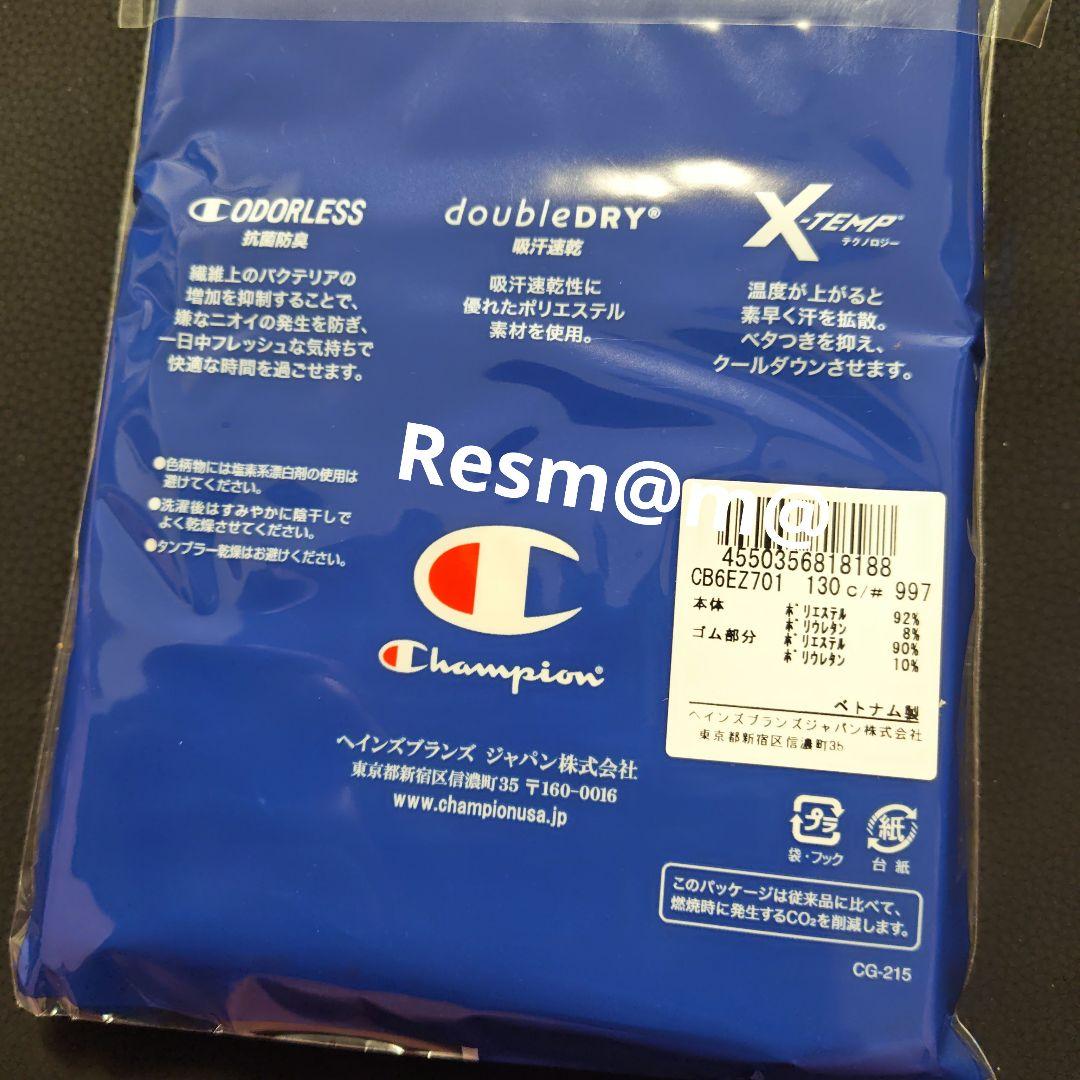 ODORLESS
抗菌防臭
繊維上のバクテリアの
増加を抑制することで、
嫌なニオイの発生を防ぎ、
一日中フレッシュな気持ちで
快適な時間を過ごせます。
doubleDRY®
吸汗速乾
吸汗速乾性に
優れたポリエステル
素材を使用。
X-TEMP®
テクノロジー
温度が上がると
素早く汗を拡散。
ベタつきを抑え、
クールダウンさせます。
●色柄物には塩素系漂白剤の使用は
避けてください。
●洗濯後はすみやかに陰干しで
よく乾燥させてください。
●タンブラー乾燥はお避けください。
Resm@m@
Champion®
ヘインズブランズ ジャパン株式会社
東京都新宿区信濃町35 〒160-0016
www.championusa.jp
4550356818188
CB6EZ701 130 C/# 997
本体 ポリエステル 92%
ポリウレタン 8%
ゴム部分 ポリエステル 90%
ポリウレタン 10%
ベトナム製
ヘインズブランズジャパン株式会社
東京都新宿区信濃町35
プラ
袋・フック
紙
台紙
このパッケージは従来品に比べて、
燃焼時に発生するCO₂を削減します。
CG-215